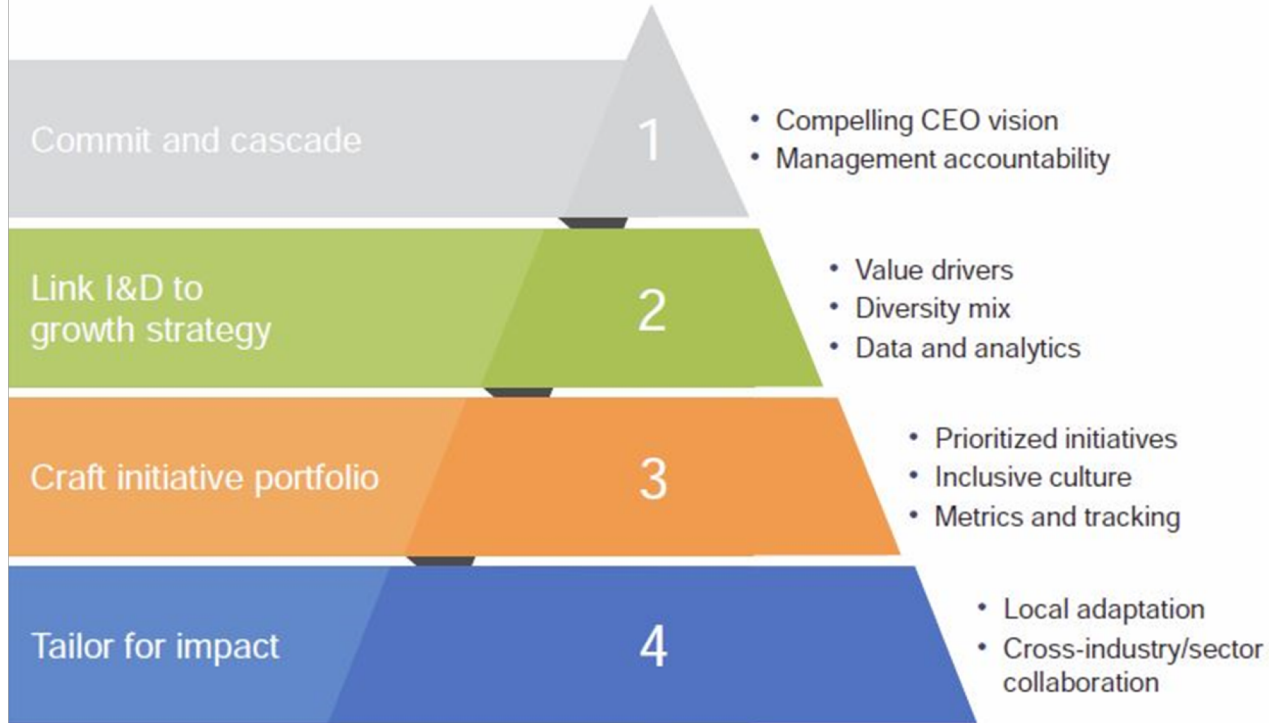 Commit and cascade
1
• Compelling CEO vision
• Management accountability
Link I&D to
growth strategy
2
• Value drivers
• Diversity mix
• Data and analytics
Craft initiative portfolio
3
• Prioritized initiatives
• Inclusive culture
• Metrics and tracking
Tailor for impact
4
• Local adaptation
• Cross-industry/sector
collaboration